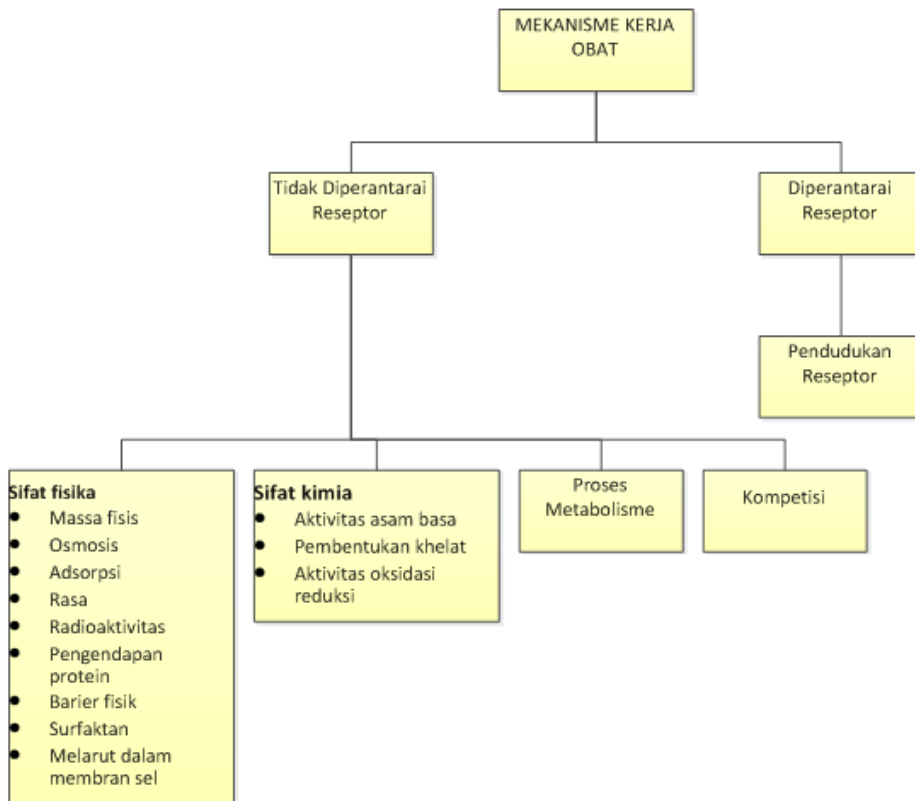 MEKANISME KERJA
OBAT
Tidak Diperantarai
Reseptor
Diperantarai
Reseptor
Pendudukan
Reseptor
Sifat fisika
● Massa fisis
● Osmosis
● Adsorpsi
● Rasa
● Radioaktivitas
● Pengendapan
protein
● Barier fisik
● Surfaktan
● Melarut dalam
membran sel
Sifat kimia
● Aktivitas asam basa
● Pembentukan khelat
● Aktivitas oksidasi
reduksi
Proses
Metabolisme
Kompetisi